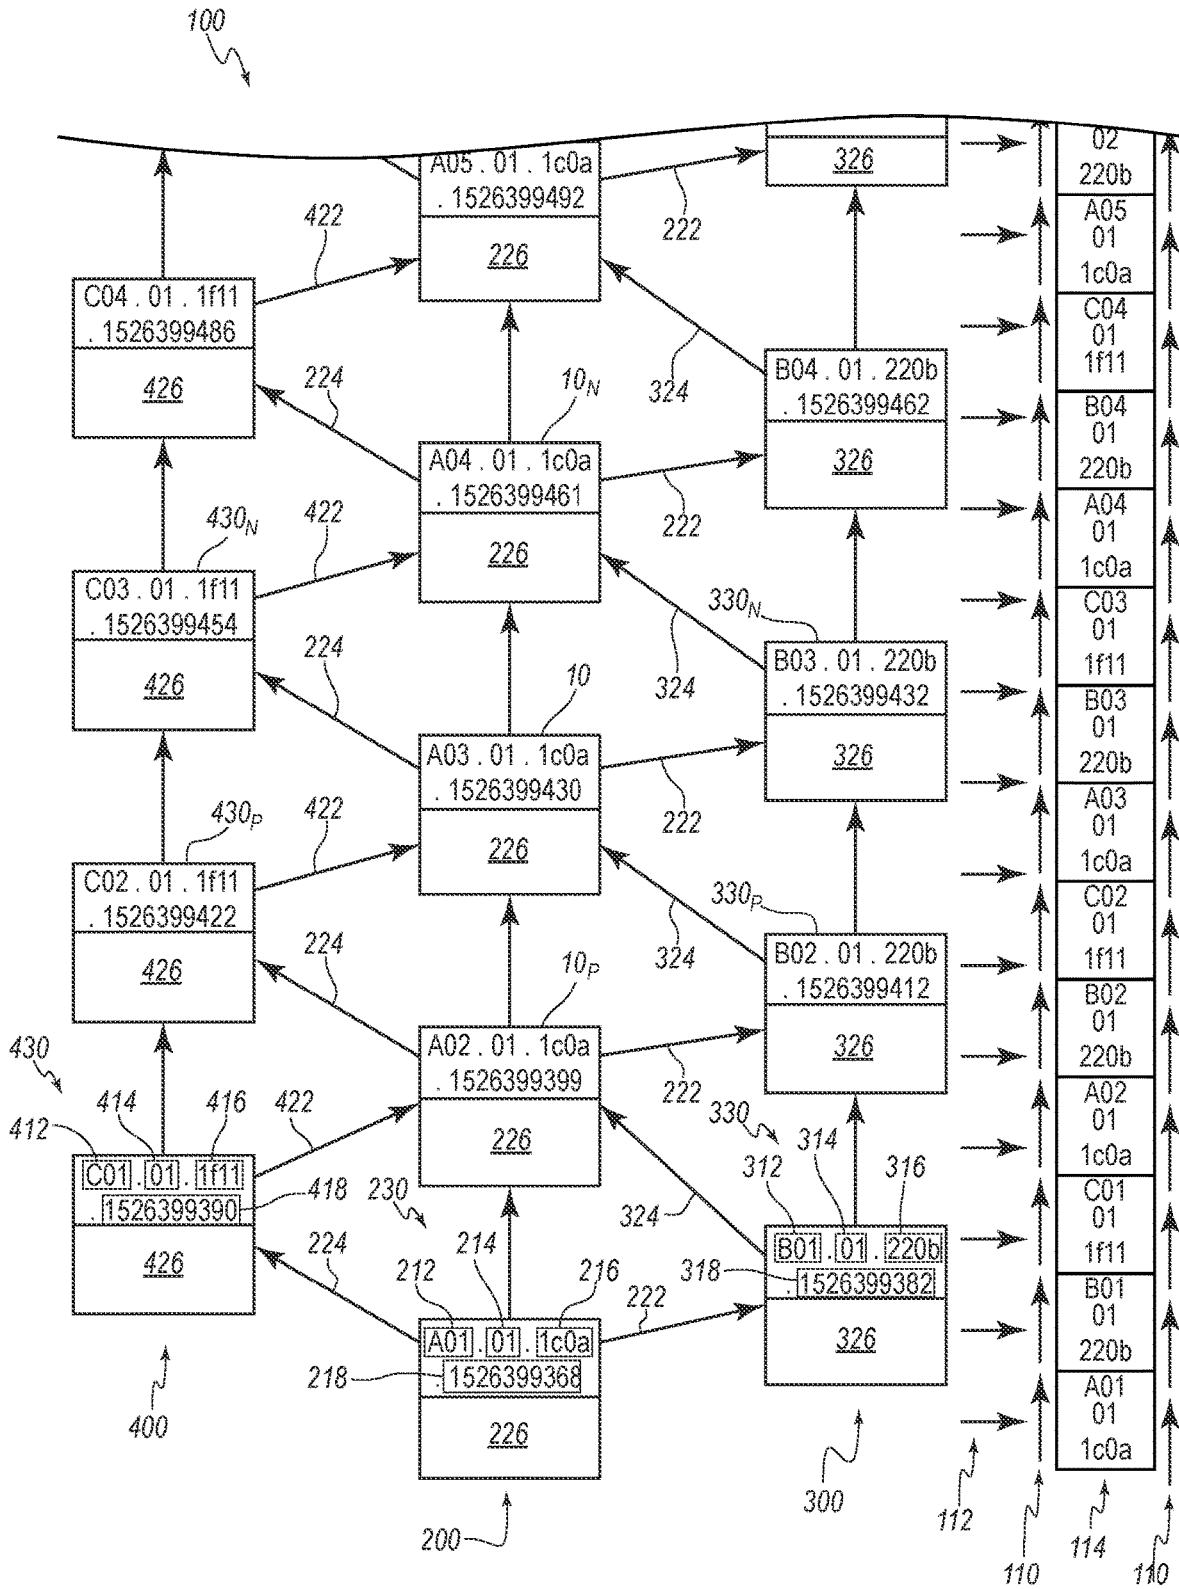 100
A05 . 01 . 1c0a
. 1526399492
226
326
222
422
C04 . 01 . 1f11
. 1526399486
426
224
10N
324
B04 . 01 . 220b
. 1526399462
326
A04 . 01 . 1c0a
. 1526399461
226
222
430N
422
C03 . 01 . 1f11
. 1526399454
426
224
10
330N
324
B03 . 01 . 220b
. 1526399432
326
A03 . 01 . 1c0a
. 1526399430
226
222
430P
422
C02 . 01 . 1f11
. 1526399422
426
224
10P
330P
324
B02 . 01 . 220b
. 1526399412
326
A02 . 01 . 1c0a
. 1526399399
226
222
430
412
414
416
422
C01 . 01 . 1f11
. 1526399390
418
426
224
400
330
312
314
316
324
B01 . 01 . 220b
318
. 1526399382
326
300
230
212
214
216
222
A01 . 01 . 1c0a
218
. 1526399368
226
200
02
220b
A05
01
1c0a
C04
01
1f11
B04
01
220b
A04
01
1c0a
C03
01
1f11
B03
01
220b
A03
01
1c0a
C02
01
1f11
B02
01
220b
A02
01
1c0a
C01
01
1f11
B01
01
220b
A01
01
1c0a
112
110
114
110